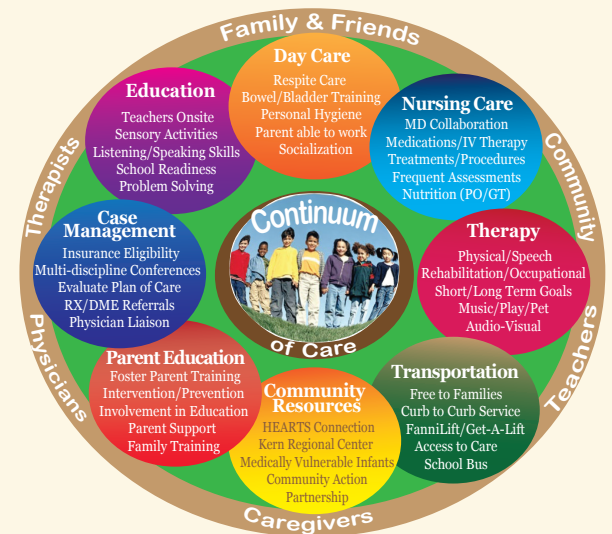 Family & Friends
Day Care
Respite Care
Bowel/Bladder Training
Personal Hygiene
Parent able to work
Socialization
Education
Teachers Onsite
Sensory Activities
Listening/Speaking Skills
School Readiness
Problem Solving
Nursing Care
MD Collaboration
Medications/IV Therapy
Treatments/Procedures
Frequent Assessments
Nutrition (PO/GT)
Therapists
Community
Case
Management
Insurance Eligibility
Multi-discipline Conferences
Evaluate Plan of Care
RX/DME Referrals
Physician Liaison
Continuum
of Care
Therapy
Physical/Speech
Rehabilitation/Occupational
Short/Long Term Goals
Music/Play/Pet
Audio-Visual
Physicians
Teachers
Parent Education
Foster Parent Training
Intervention/Prevention
Involvement in Education
Parent Support
Family Training
Community
Resources
HEARTS Connection
Kern Regional Center
Medically Vulnerable Infants
Community Action
Partnership
Transportation
Free to Families
Curb to Curb Service
FanniLift/Get-A-Lift
Access to Care
School Bus
Caregivers